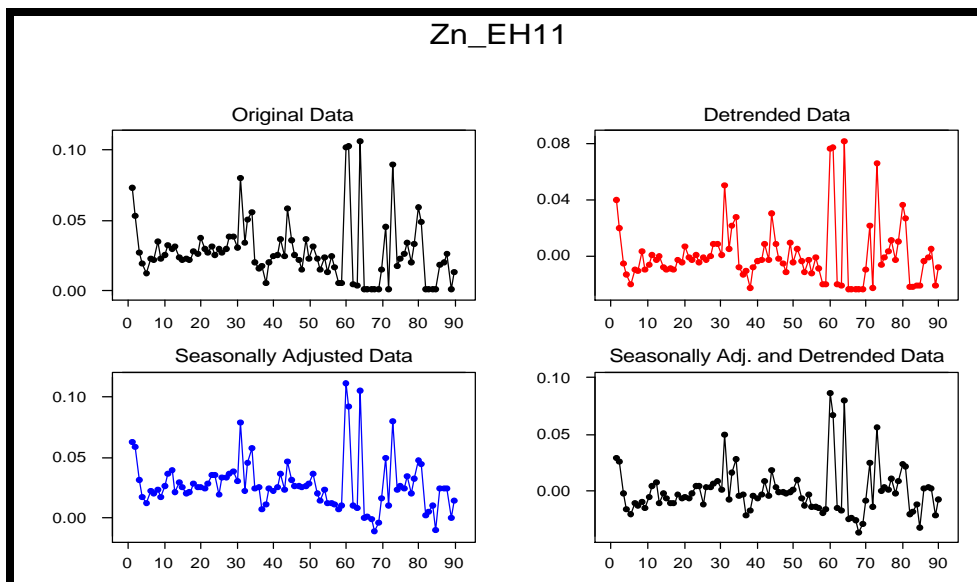 Zn_EH11
Original Data
0.10
0.05
0.00
0 10 20 30 40 50 60 70 80 90
Detrended Data
0.08
0.04
0.00
0 10 20 30 40 50 60 70 80 90
Seasonally Adjusted Data
0.10
0.05
0.00
0 10 20 30 40 50 60 70 80 90
Seasonally Adj. and Detrended Data
0.10
0.05
0.00
0 10 20 30 40 50 60 70 80 90